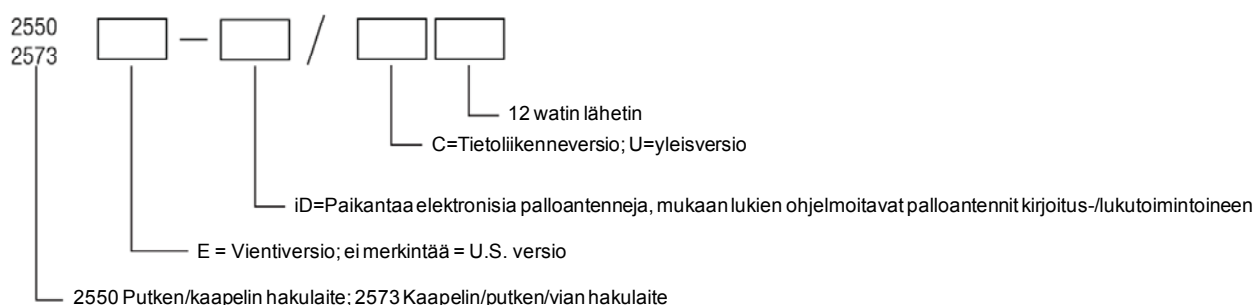 2550
2573
12 watin lähetin
C=Tietoliikenneversio; U=yleisversio
iD=Paikantaa elektronisia palloantenneja, mukaan lukien ohjelmoitavat palloantennit kirjoitus-/lukutoimintoineen
E = Vientiversio; ei merkintää = U.S. versio
2550 Putken/kaapelin hakulaite; 2573 Kaapelin/putken/vian hakulaite